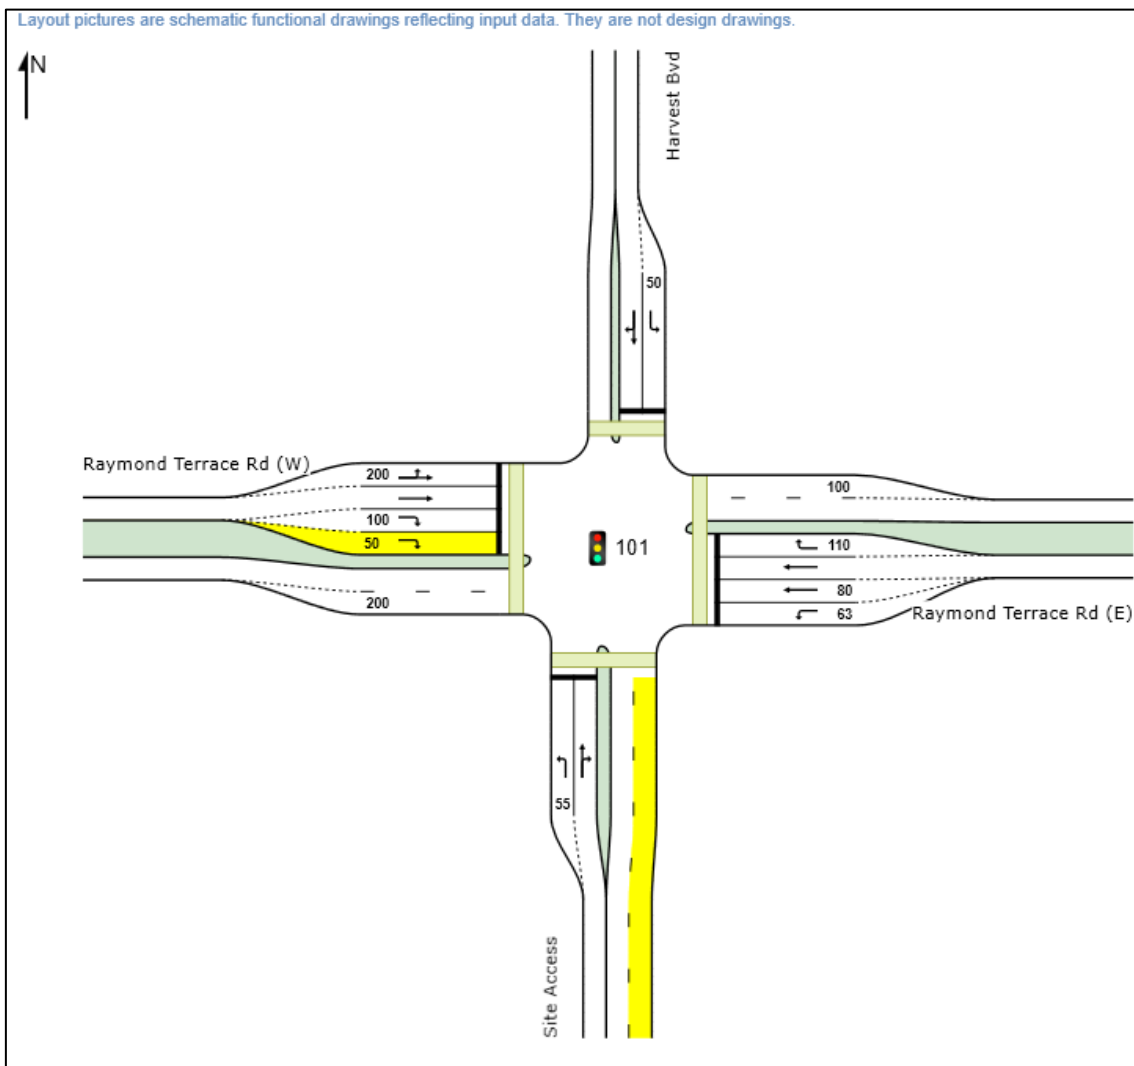 Layout pictures are schematic functional drawings reflecting input data. They are not design drawings.
N
Harvest Bvd
50
Raymond Terrace Rd (W)
200
100
50
200
101
100
110
80
63
Raymond Terrace Rd (E)
55
Site Access